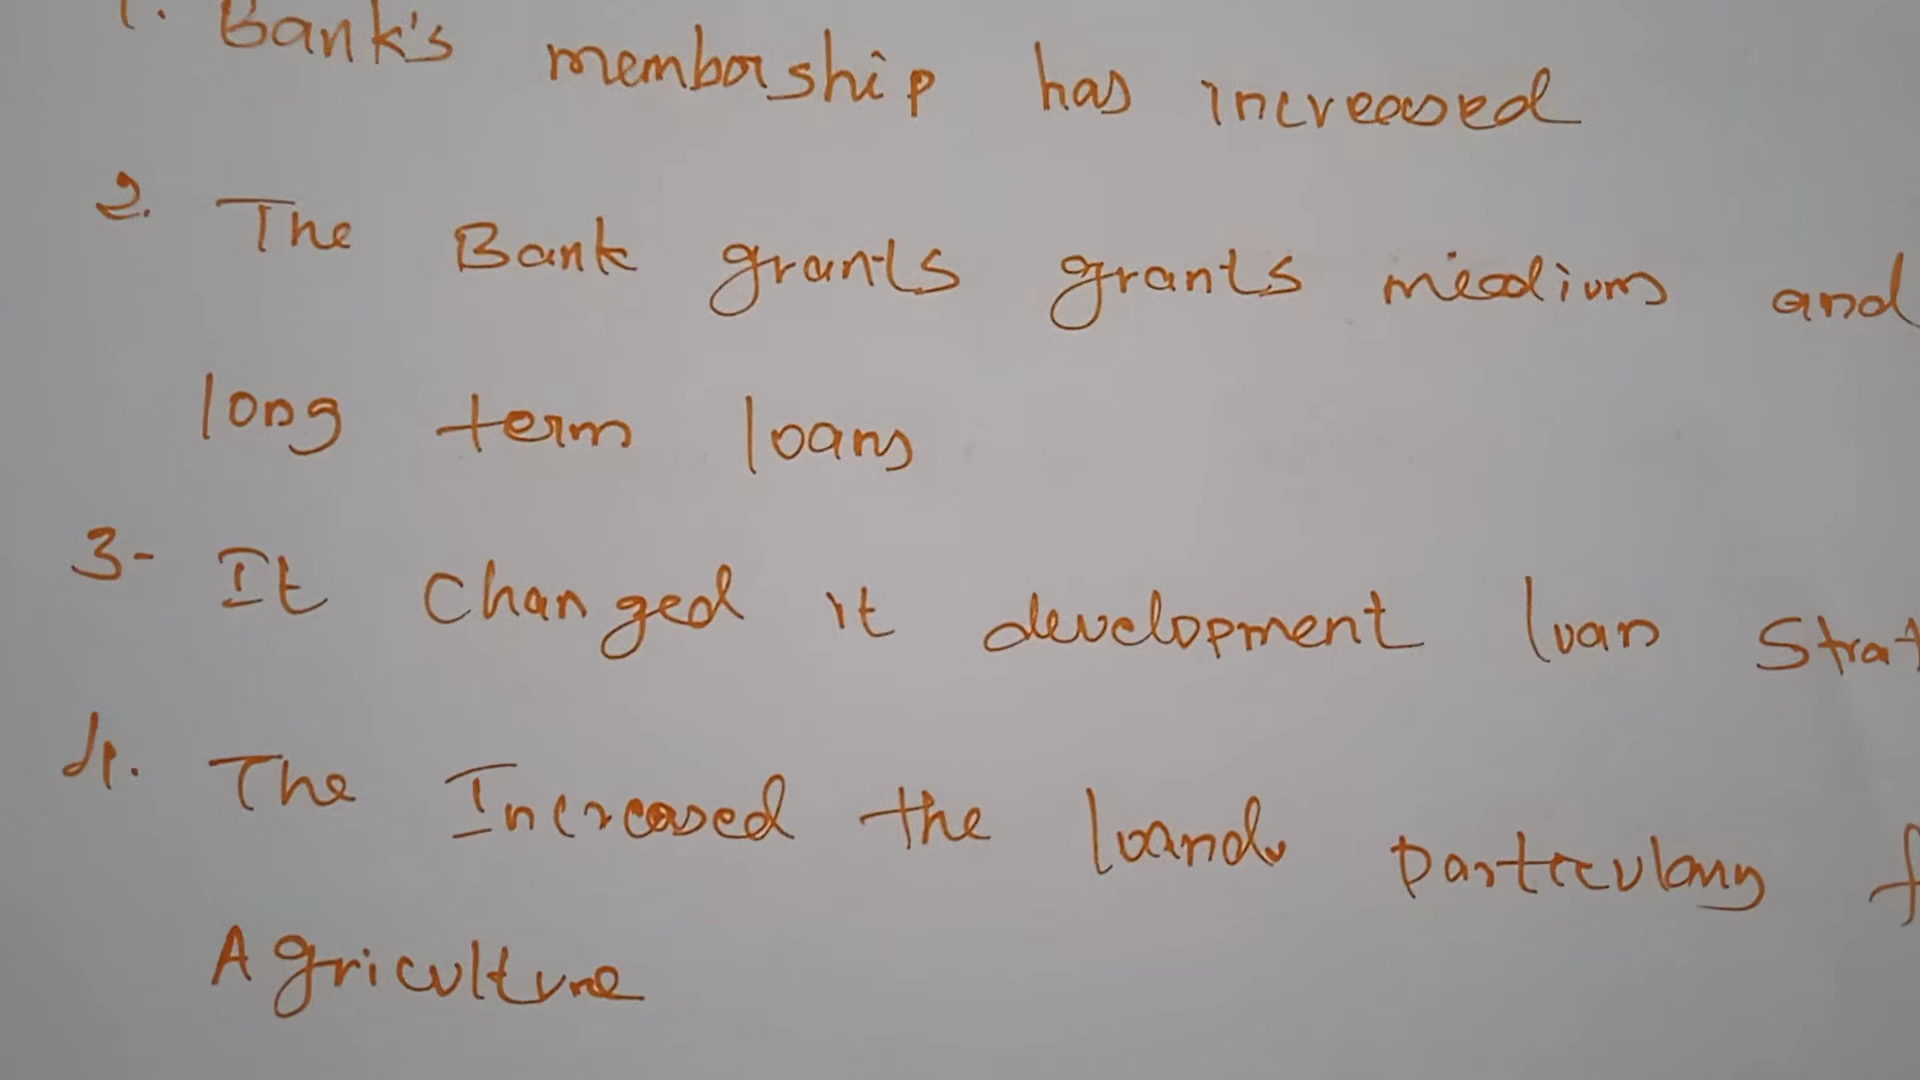 1. Bank's membership has increased
2. The Bank grants grants medium and
long term loans
3- It changed it development loan Strat
4. The Increased the loand particularly f
Agriculture